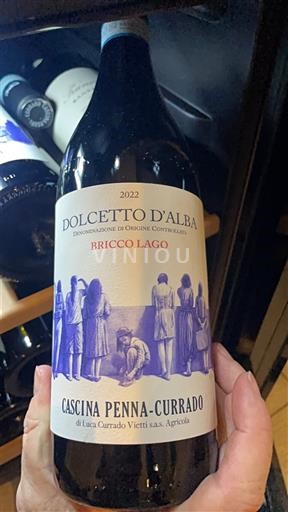 2022
DOLCETTO D'ALBA
DENOMINAZIONE DI ORIGINE CONTROLLATA
BRICCO LAGO
VINIOU
CASCINA PENNA-CURRADO
di Luca Currado Vietti s.a.s. Agricola